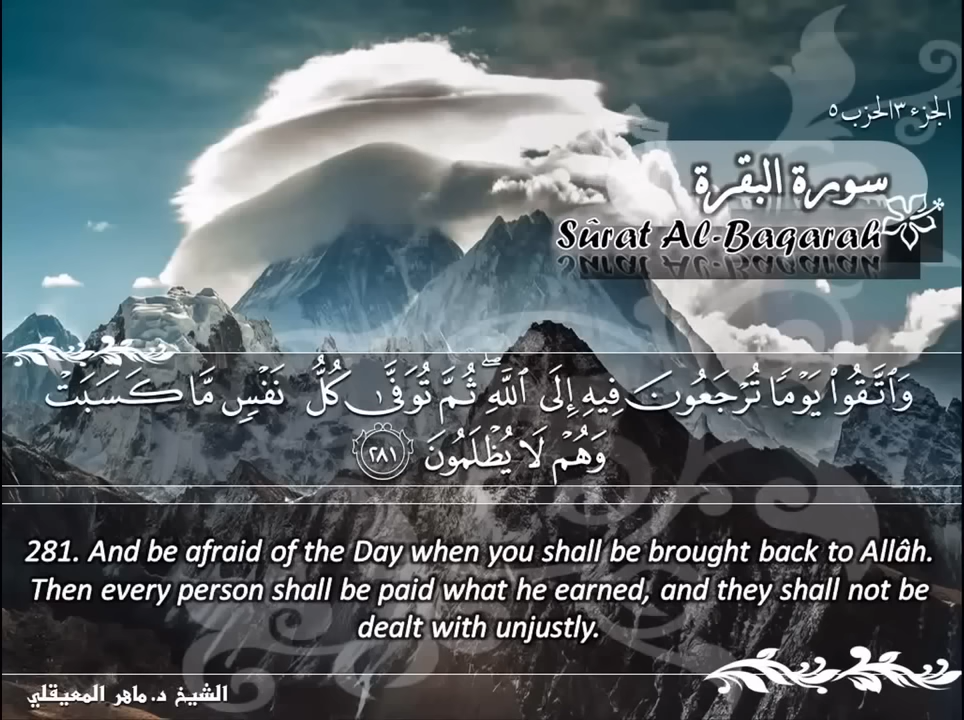 الجزء ٣ الحزب ٥
سورة البقرة
Sûrat Al-Baqarah
وَٱتَّقُوا۟ يَوْمًا تُرْجَعُونَ فِيهِ إِلَى ٱللَّهِ ۖ ثُمَّ تُوَفَّىٰ كُلُّ نَفْسٍ مَّا كَسَبَتْ
وَهُمْ لَا يُظْلَمُونَ ٢٨١
281. And be afraid of the Day when you shall be brought back to Allâh.
Then every person shall be paid what he earned, and they shall not be
dealt with unjustly.
الشيخ د. ماهر المعيقلي